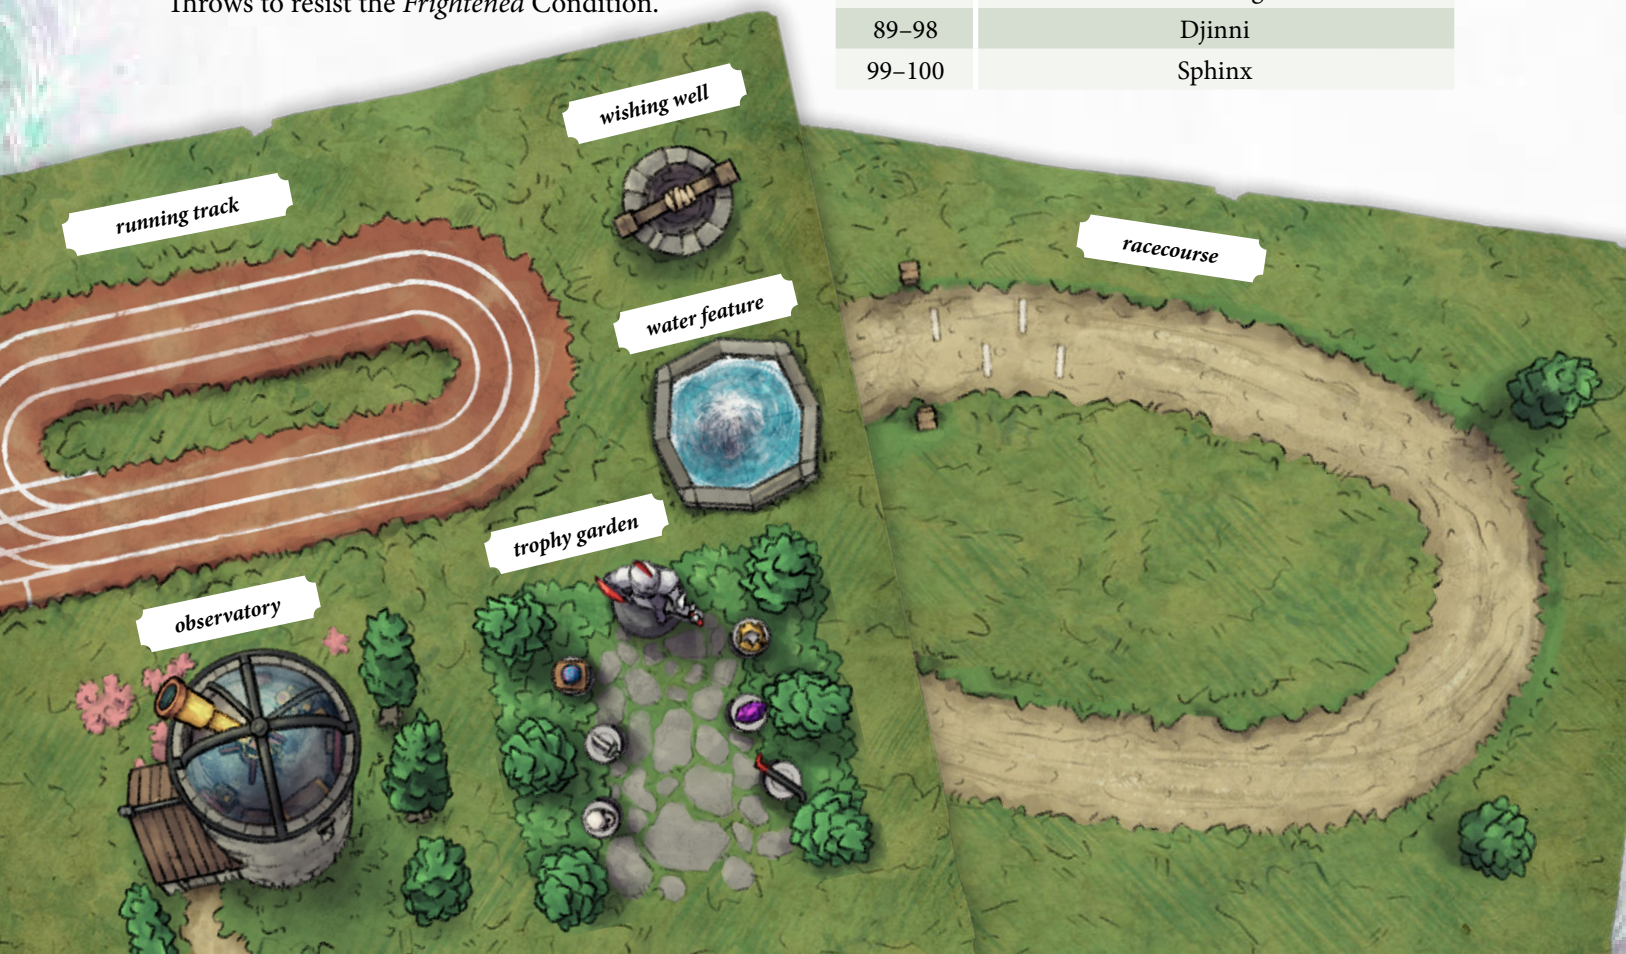 Throws to resist the Frightened Condition.
89–98 Djinni
99–100 Sphinx
wishing well
running track
racecourse
water feature
trophy garden
observatory